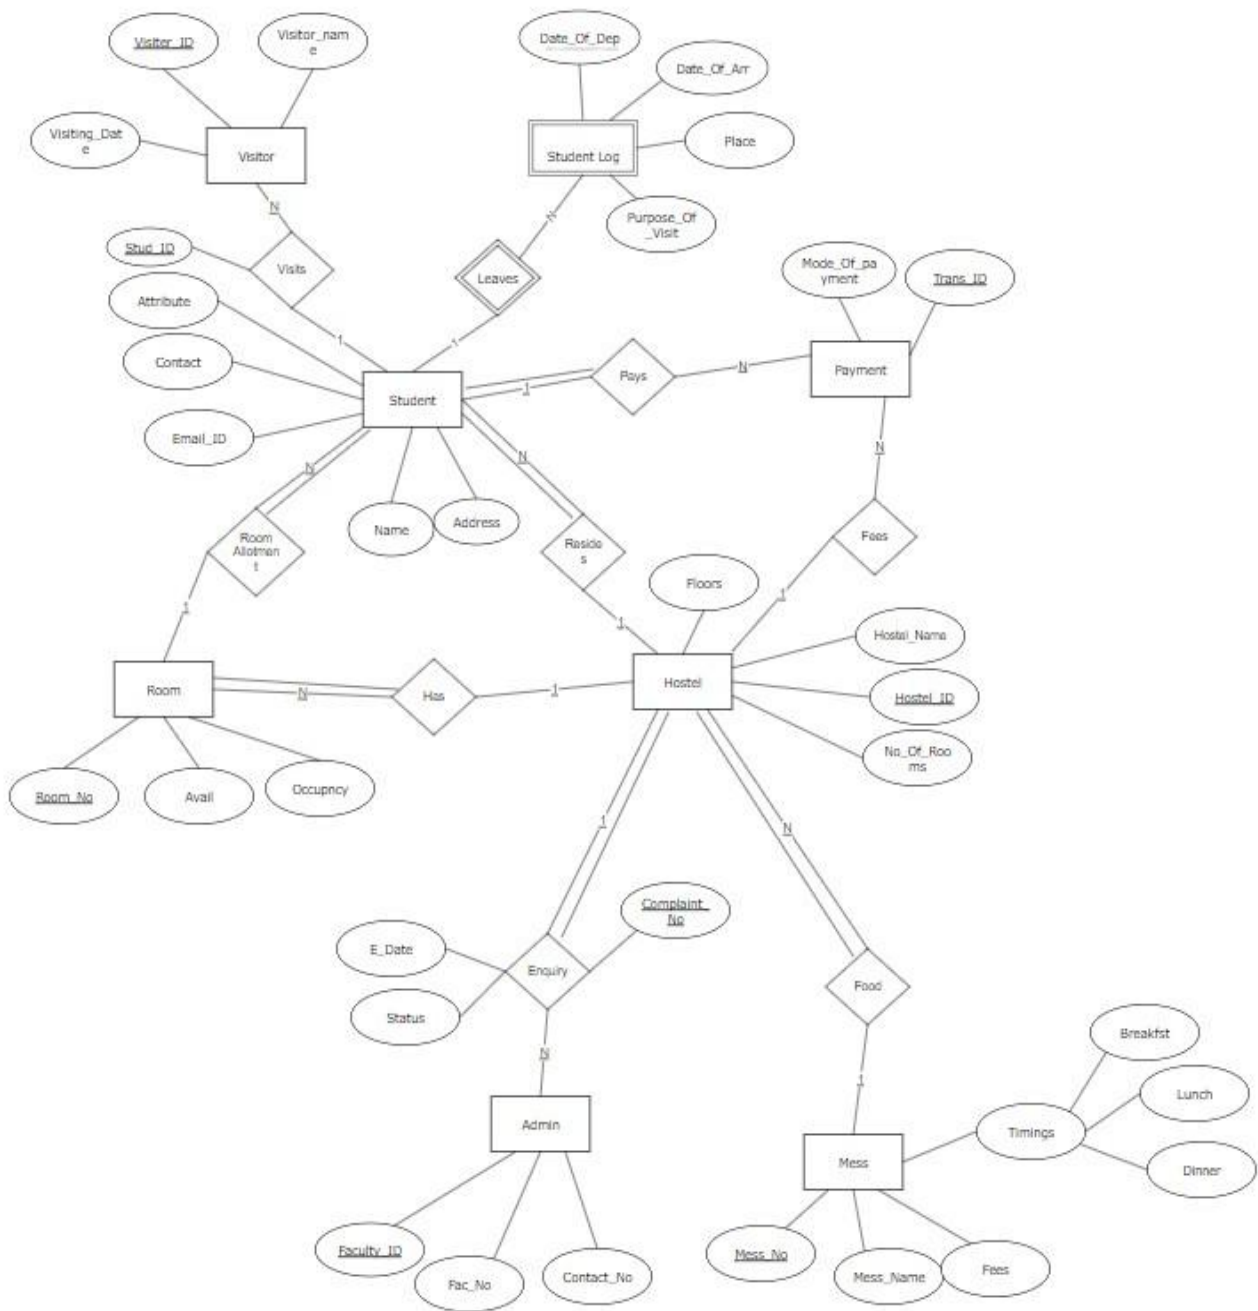 Visiter_ID
Visitor_nam
e
Date_Of_Dep
Date_Of_Arr
Visiting_Dat
e
Visitor
Student Log
Place
N
N
Purpose_Of
_Visit
Stud_ID
Visits
Leaves
Mode_Of_pa
yment
Trans_ID
Attribute
1
1
Contact
Pays
N
Payment
1
Student
Email_ID
N
N
N
Name
Address
Room
Allotmen
t
Reside
s
Fees
Floors
1
1
1
Hostel_Name
Room
N
Has
1
Hostel
Hostel_ID
No_Of_Roo
ms
Room_No
Avail
Occupncy
1
N
Complaint_
No
E_Date
Enquiry
Food
Status
N
Breakfst
1
Lunch
Admin
Timings
Mess
Dinner
Faculty_ID
Fac_No
Contact_No
Mess_No
Mess_Name
Fees